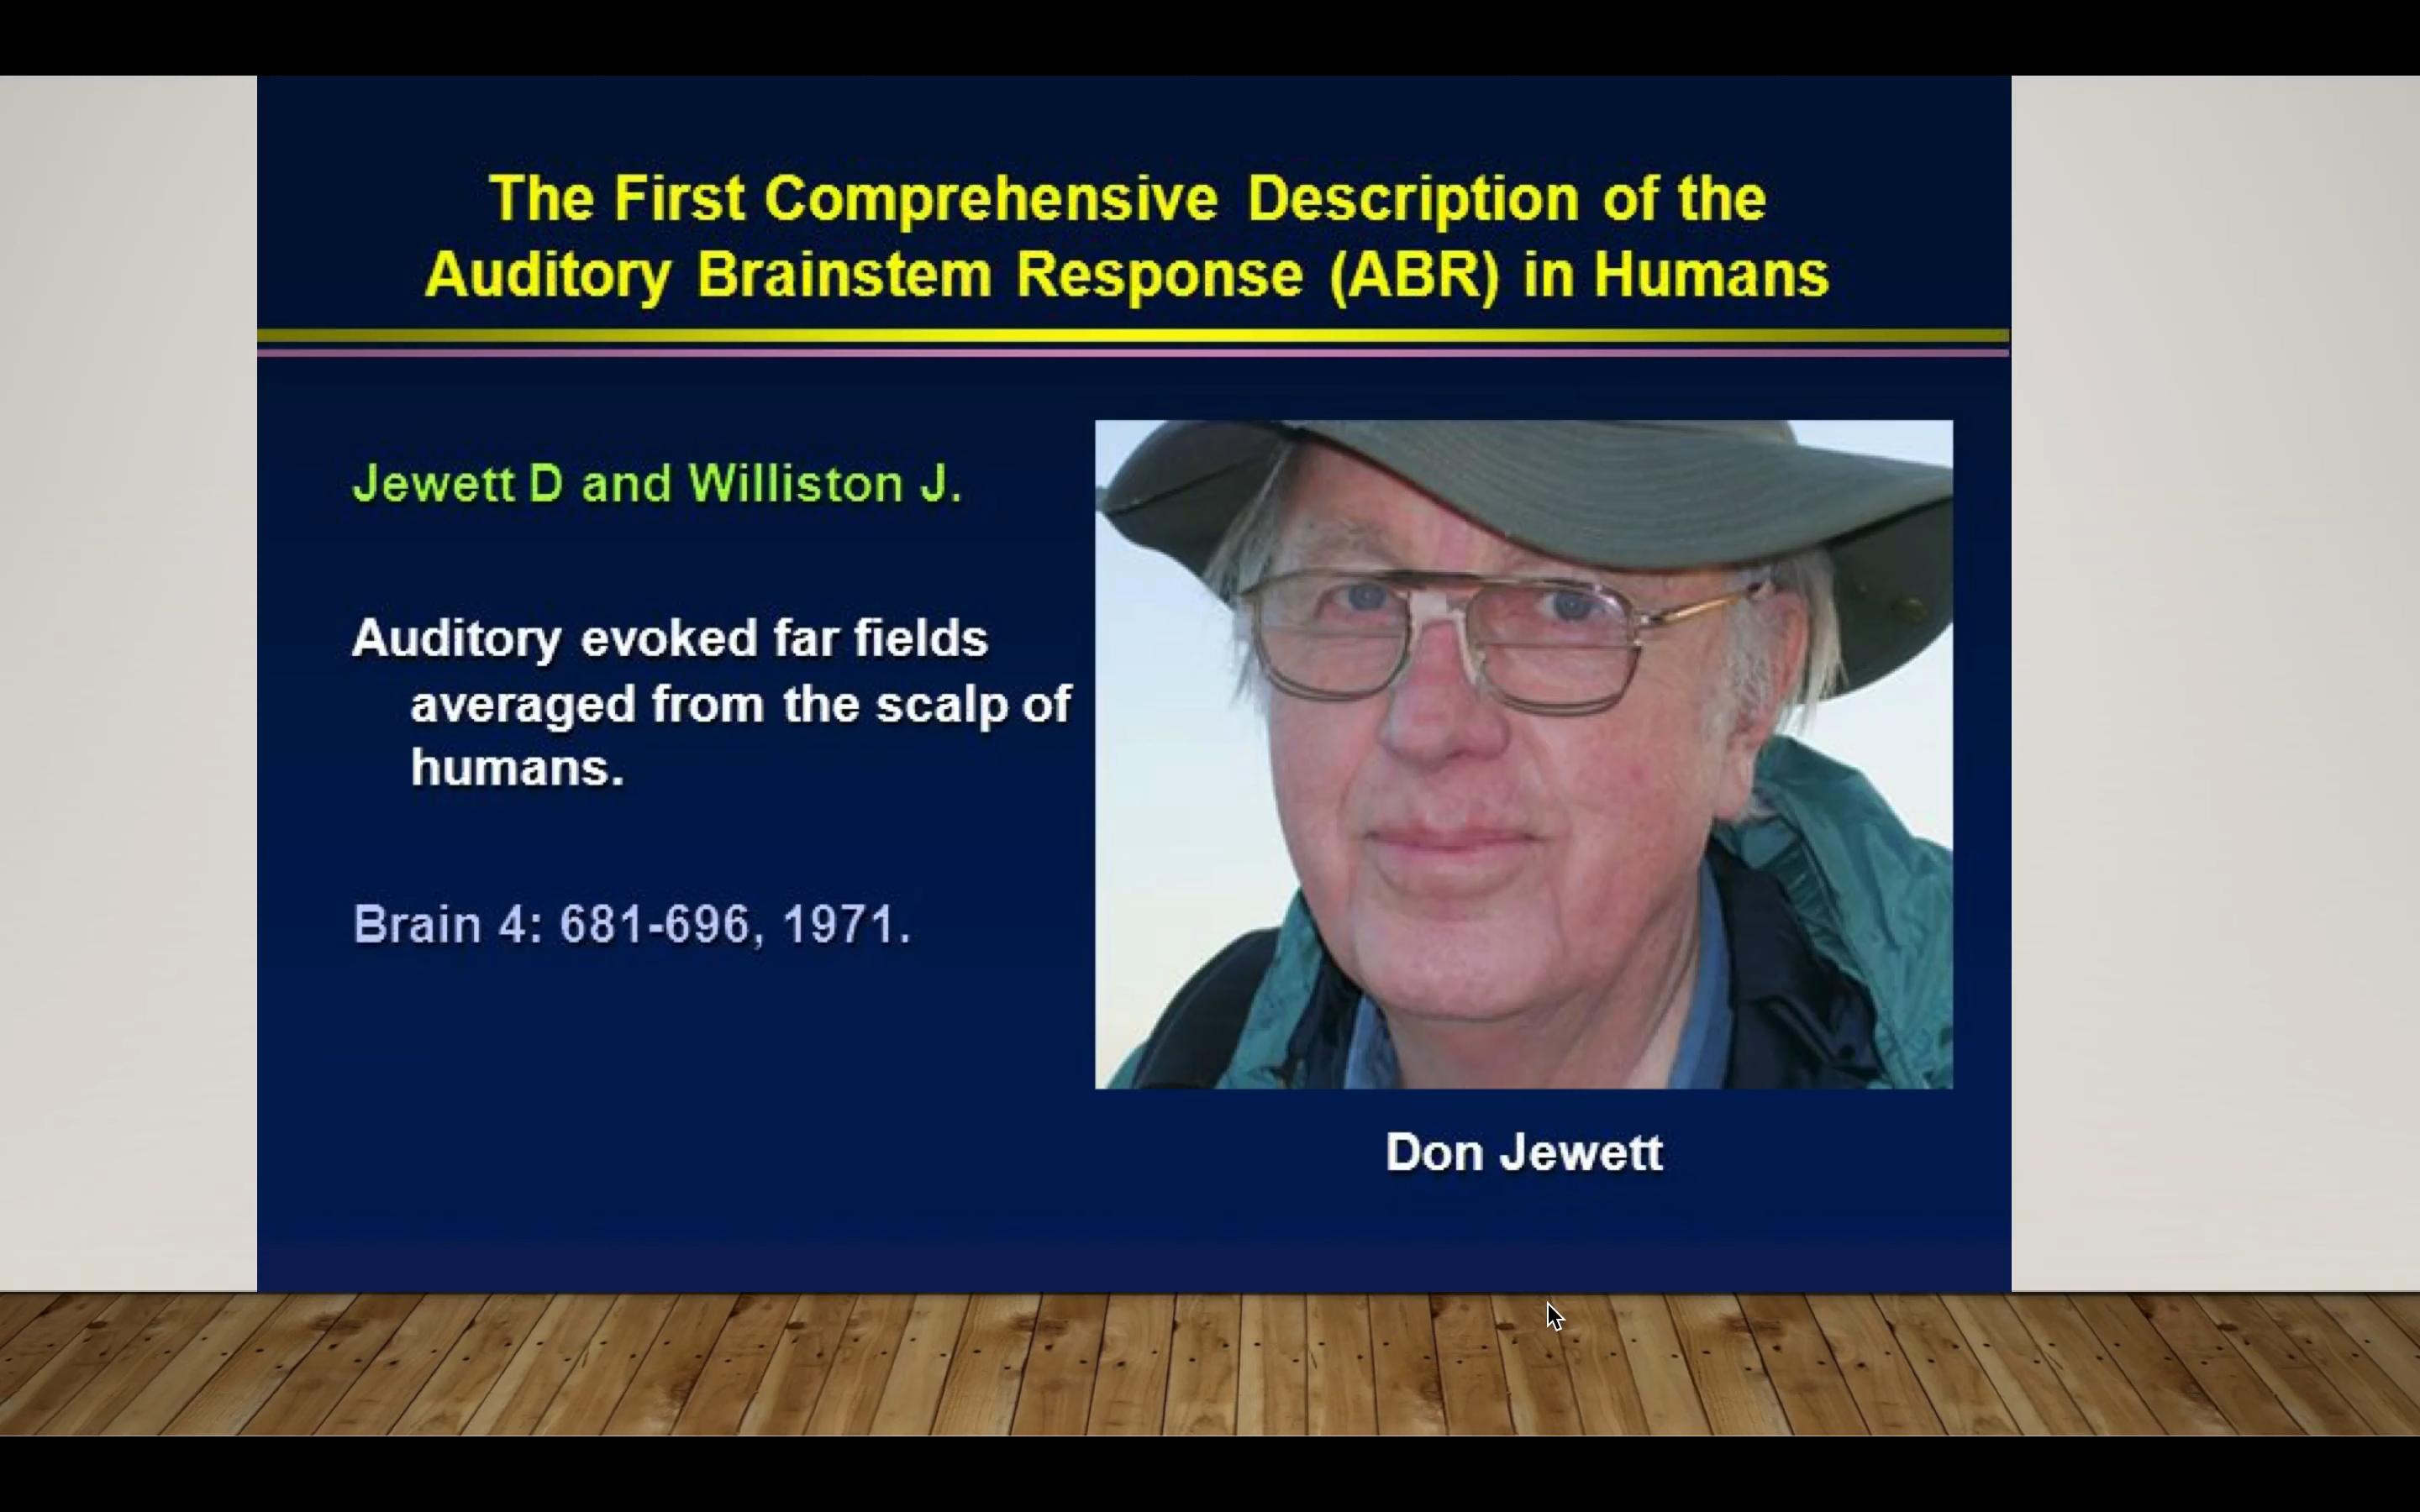 The First Comprehensive Description of the
Auditory Brainstem Response (ABR) in Humans
Jewett D and Williston J.
Auditory evoked far fields
averaged from the scalp of
humans.
Brain 4: 681-696, 1971.
Don Jewett